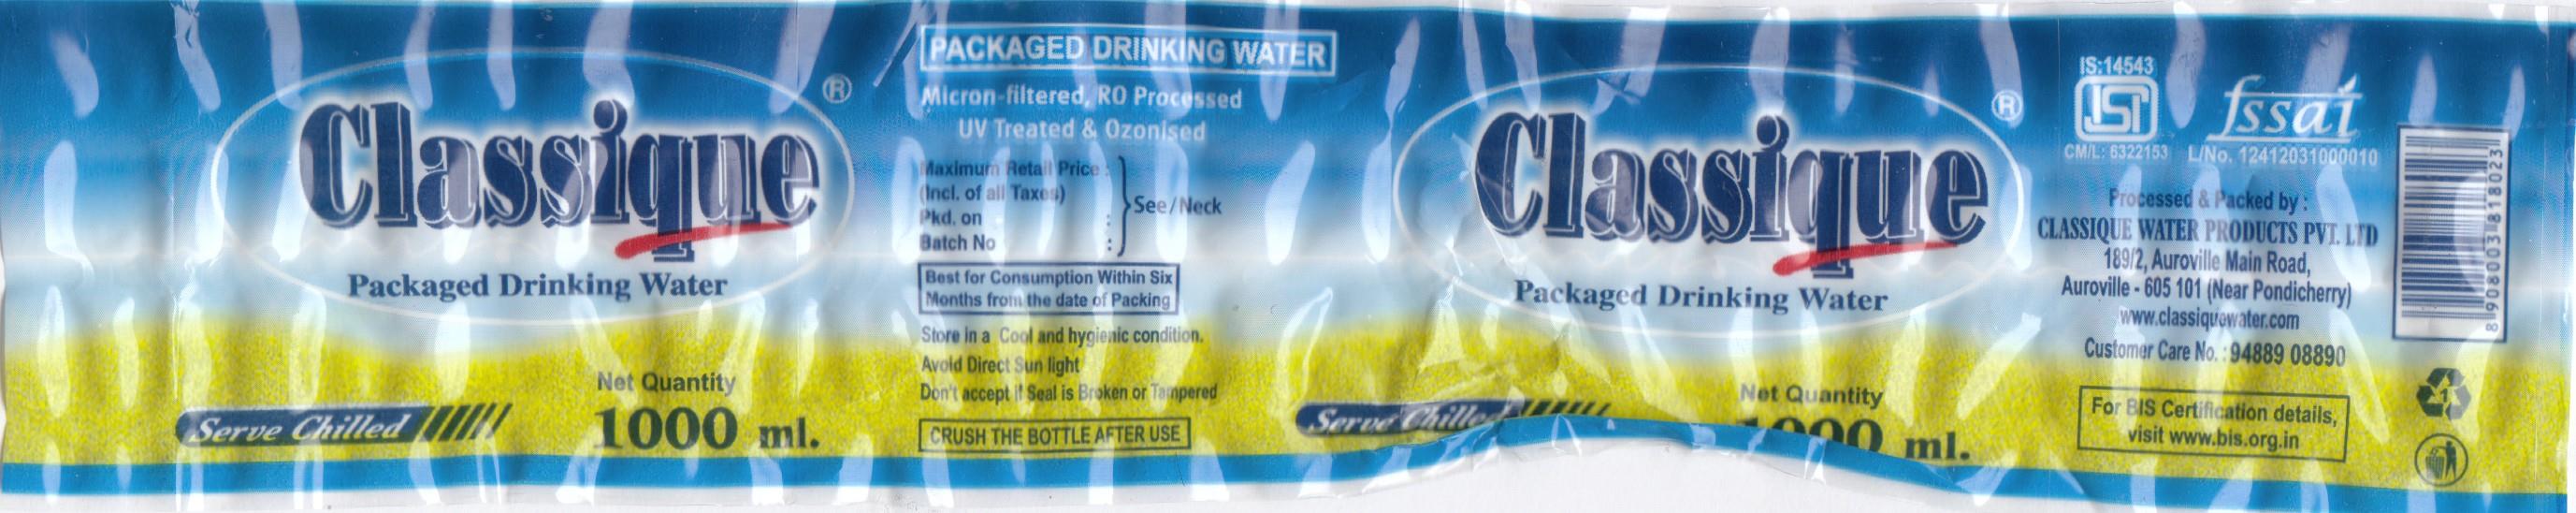 Classique
®
Packaged Drinking Water
Net Quantity
Serve Chilled
1000 ml.
PACKAGED DRINKING WATER
Micron-filtered, RO Processed
UV Treated & Ozonised
Maximum Retail Price :
(Incl. of all Taxes)
Pkd. on :
Batch No :
See/Neck
Best for Consumption Within Six
Months from the date of Packing
Store in a Cool and hygienic condition.
Avoid Direct Sun light
Don't accept if Seal is Broken or Tampered
CRUSH THE BOTTLE AFTER USE
Classique
®
Packaged Drinking Water
Net Quantity
Serve Chilled
1000 ml.
IS:14543
ISI
CM/L: 6322153
fssai
L/No. 12412031000010
Processed & Packed by :
CLASSIQUE WATER PRODUCTS PVT. LTD
189/2, Auroville Main Road,
Auroville - 605 101 (Near Pondicherry)
www.classiquewater.com
Customer Care No. : 94889 08890
For BIS Certification details,
visit www.bis.org.in
8 908003 818023
1